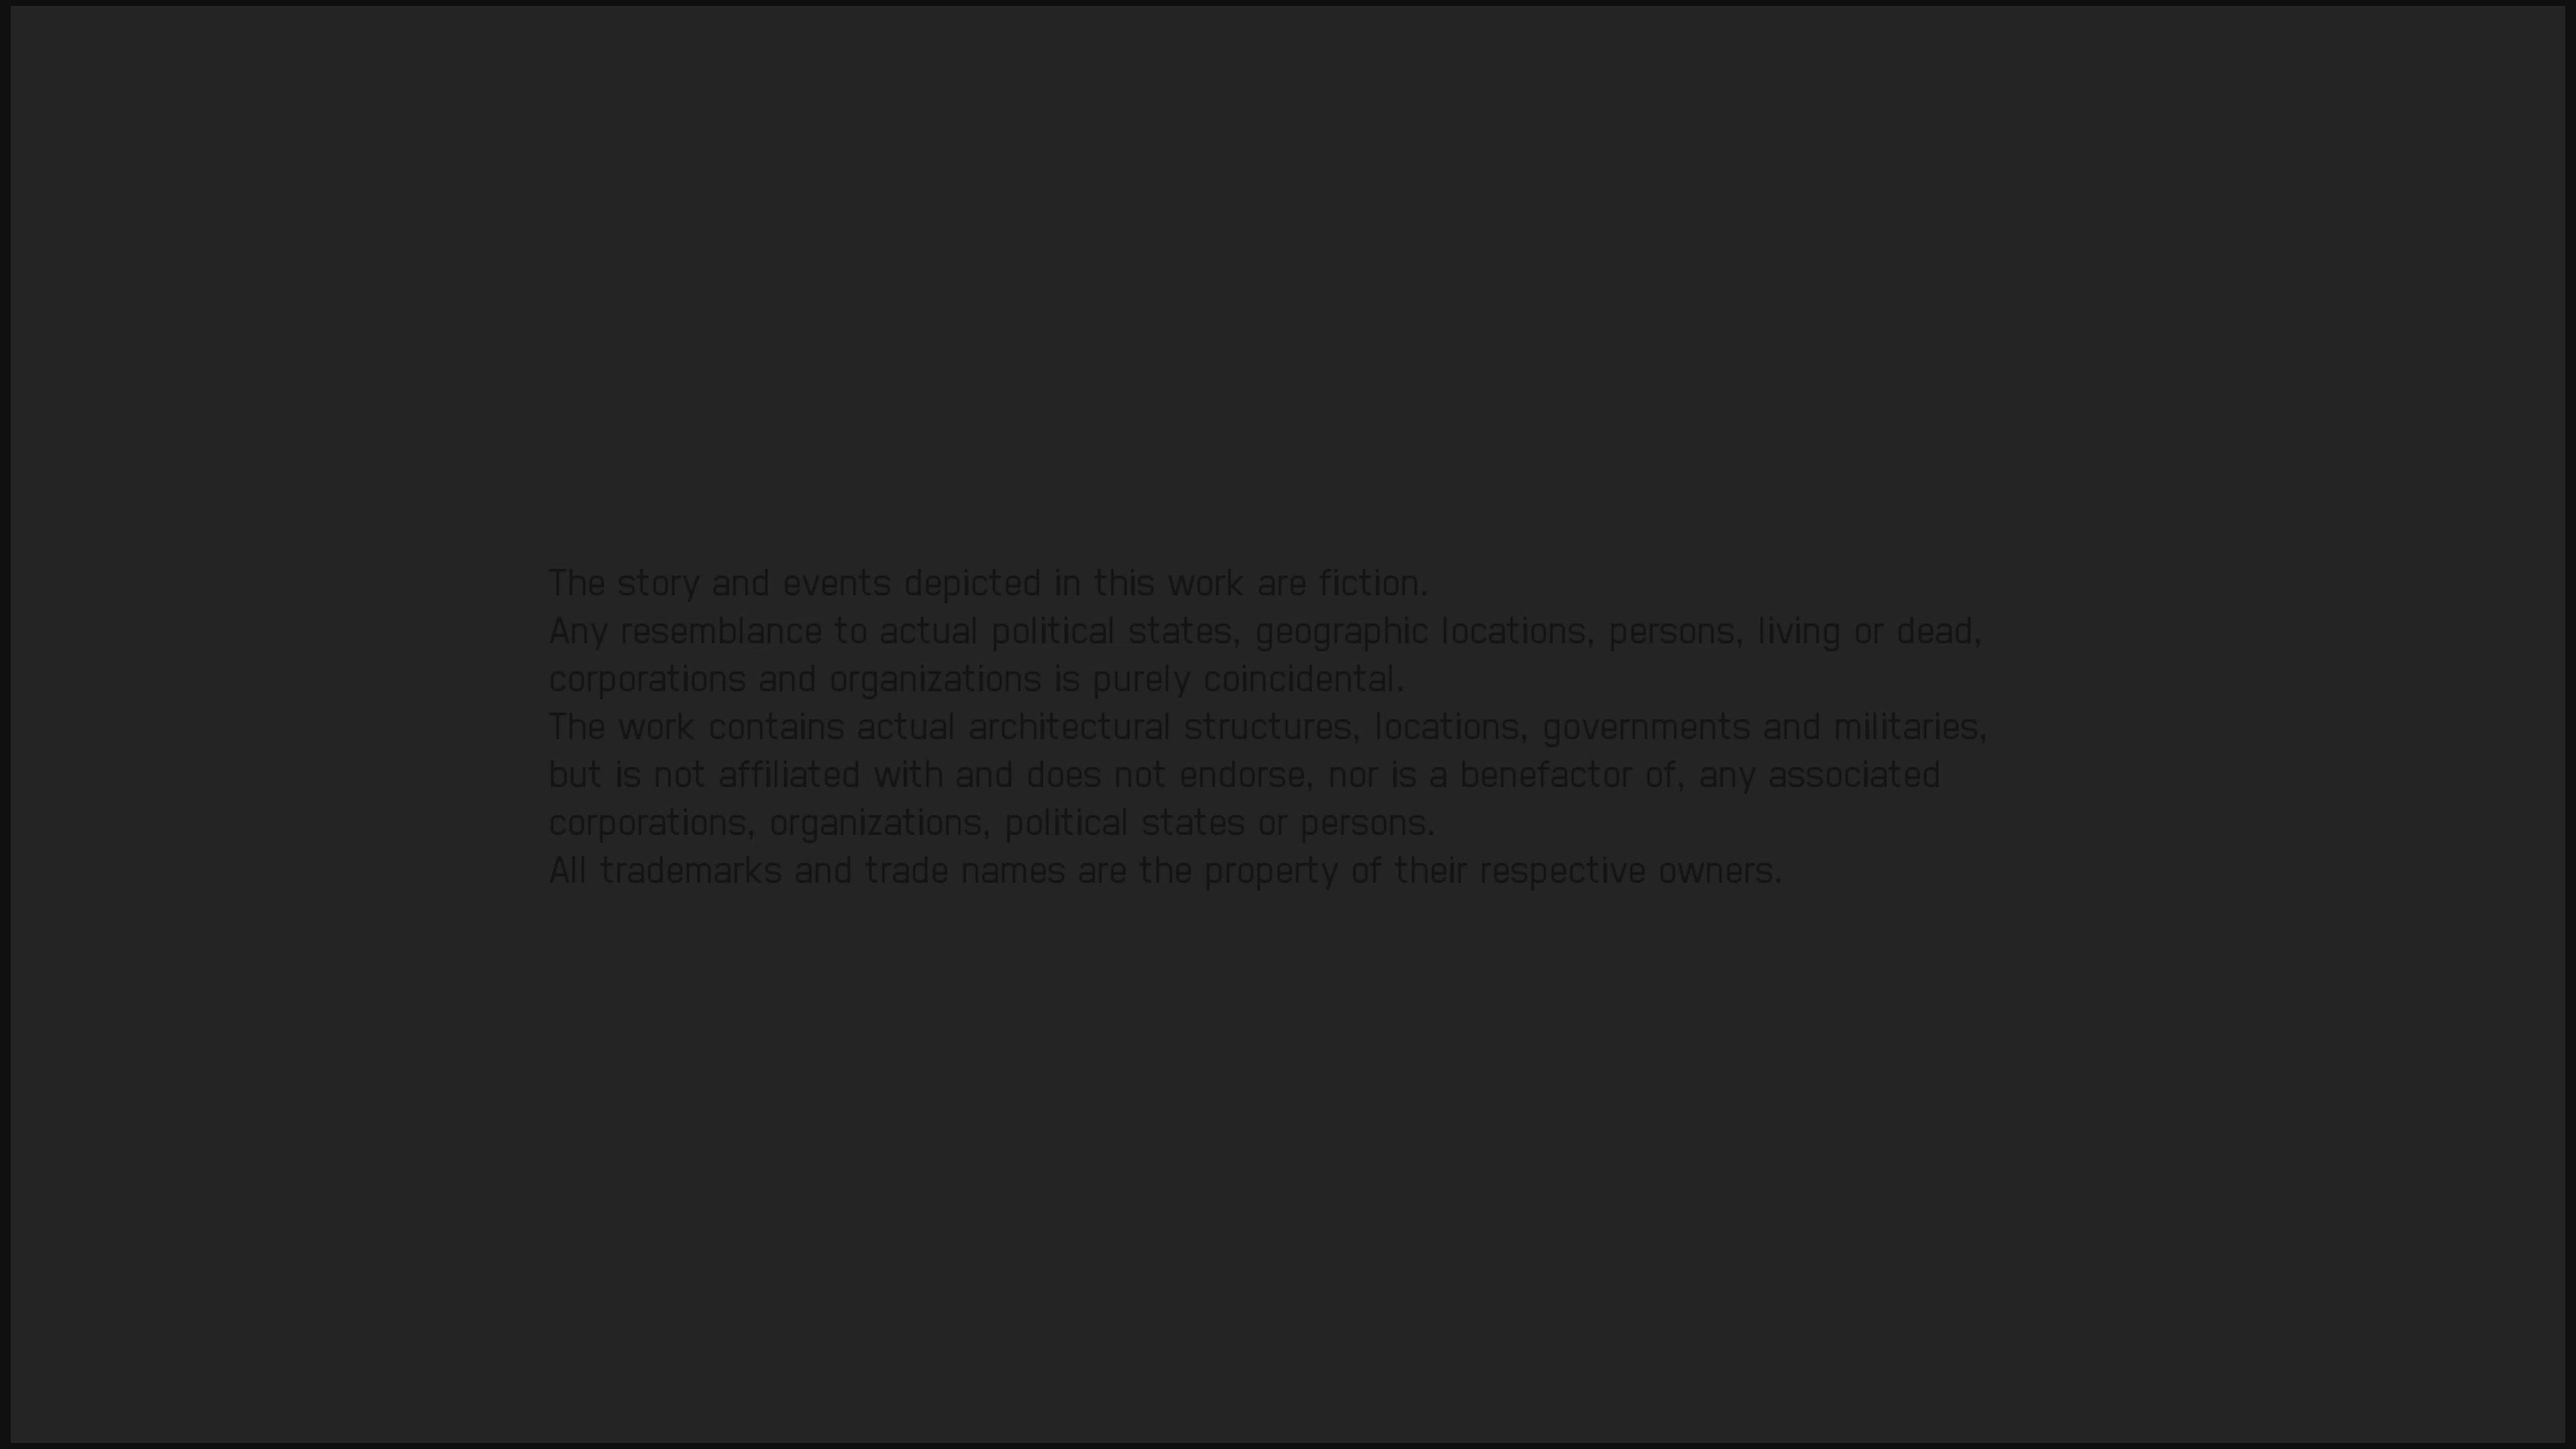 The story and events depicted in this work are fiction.
Any resemblance to actual political states, geographic locations, persons, living or dead,
corporations and organizations is purely coincidental.
The work contains actual architectural structures, locations, governments and militaries,
but is not affiliated with and does not endorse, nor is a benefactor of, any associated
corporations, organizations, political states or persons.
All trademarks and trade names are the property of their respective owners.